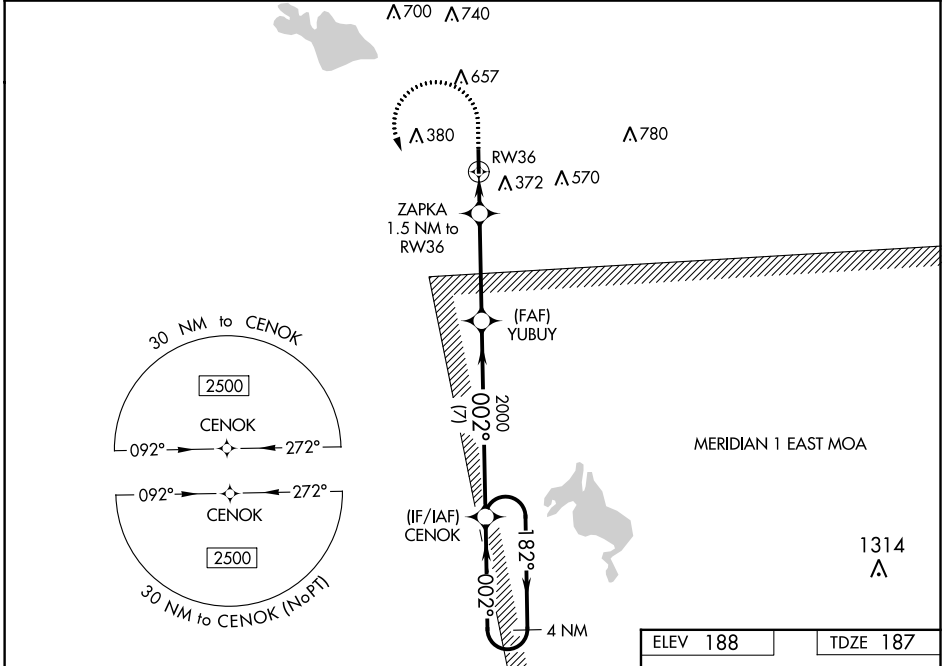 700
740
657
380
780
RW36
372
570
ZAPKA
1.5 NM to
RW36
(FAF)
YUBUY
30 NM to CENOK
2500
CENOK
092°
272°
092°
272°
CENOK
2500
30 NM to CENOK (NoPT)
2000
002°
(7)
MERIDIAN 1 EAST MOA
(IF/IAF)
CENOK
182°
002°
4 NM
1314
ELEV 188
TDZE 187